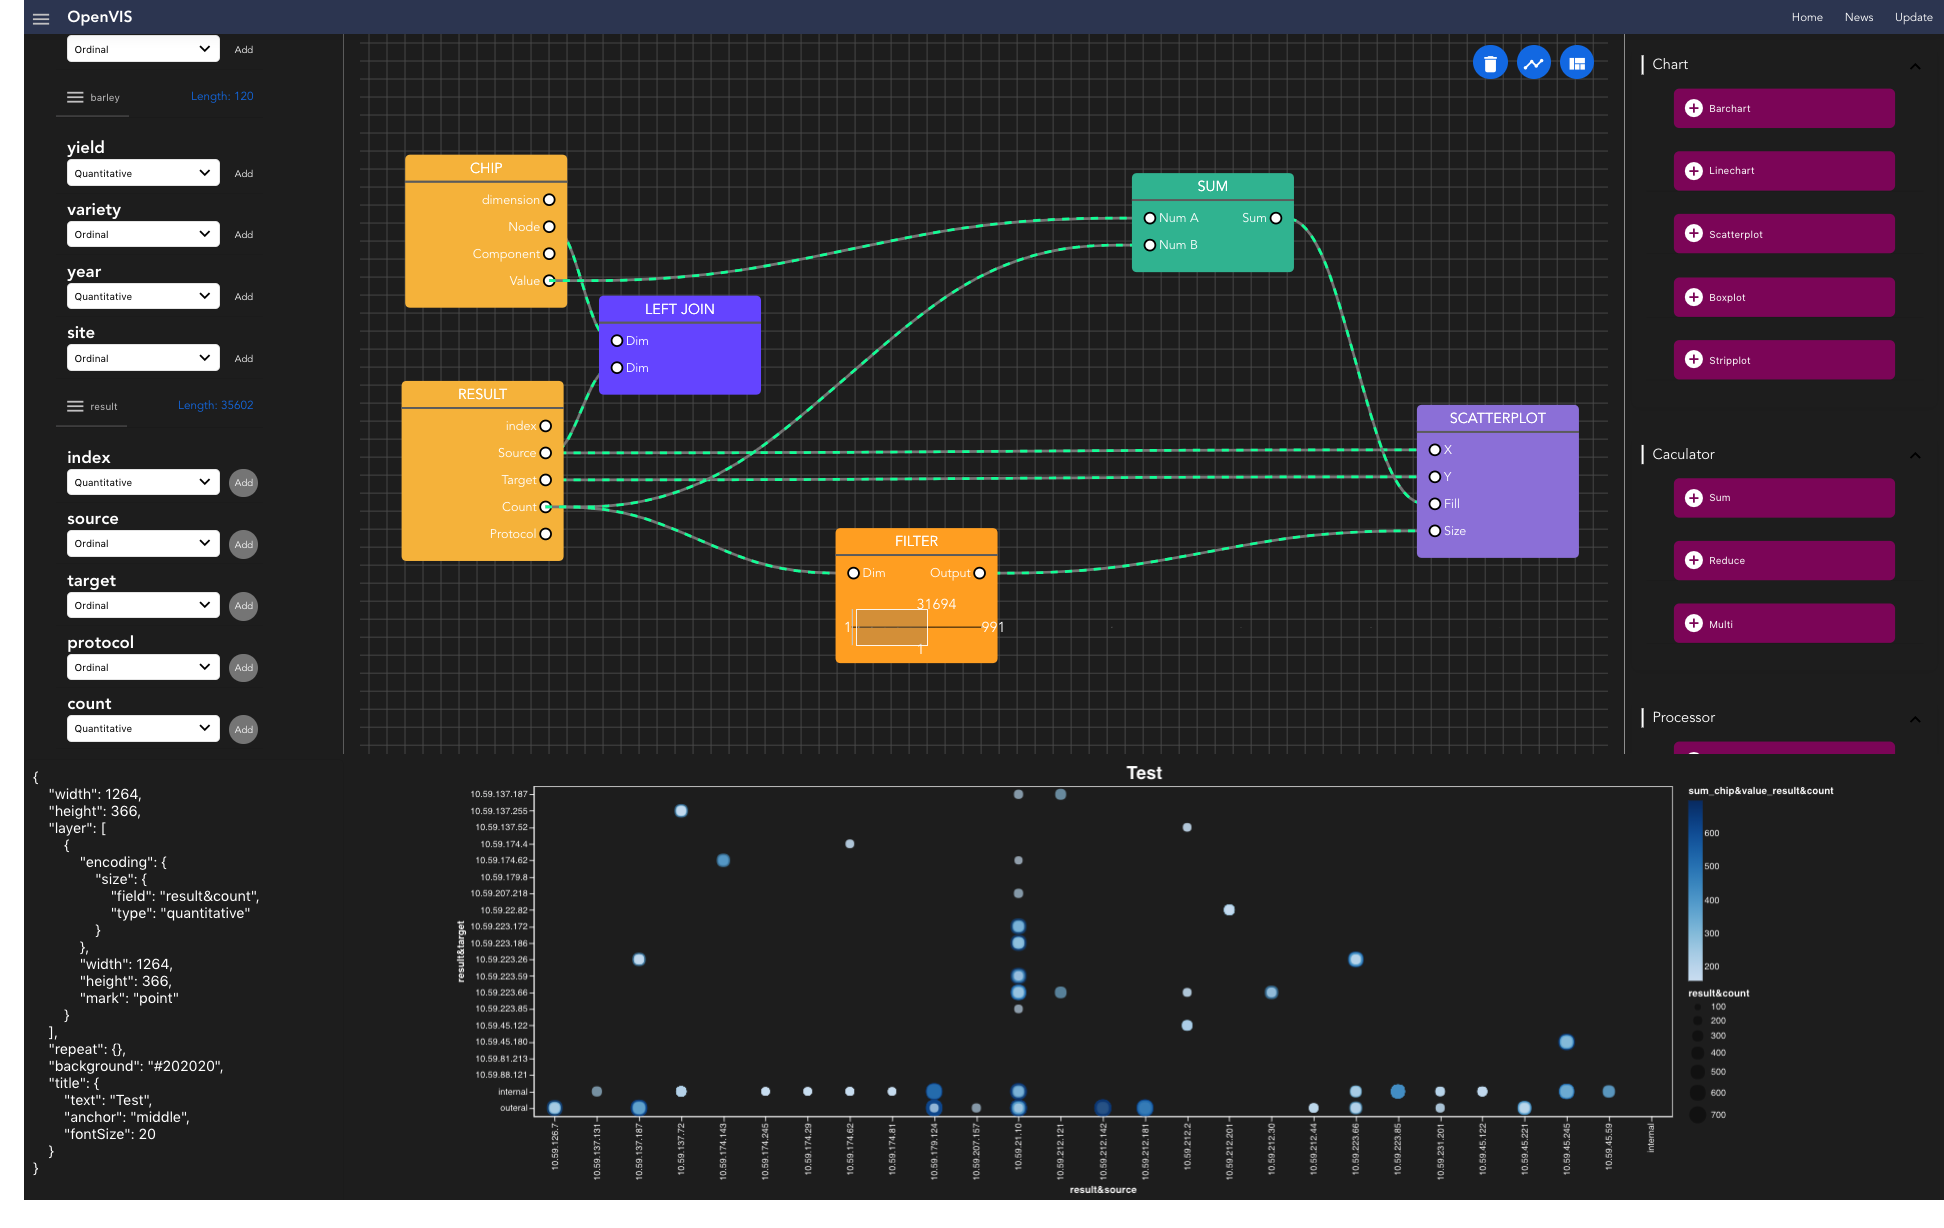 OpenVIS
Home News Update
Ordinal Add
barley Length: 120
yield
Quantitative Add
variety
Ordinal Add
year
Quantitative Add
site
Ordinal Add
result Length: 35602
index
Quantitative Add
source
Ordinal Add
target
Ordinal Add
protocol
Ordinal Add
count
Quantitative Add
CHIP
dimension
Node
Component
Value
LEFT JOIN
Dim
Dim
RESULT
index
Source
Target
Count
Protocol
SUM
Num A Sum
Num B
FILTER
Dim Output
31694
1 991
1
SCATTERPLOT
X
Y
Fill
Size
Chart
Barchart
Linechart
Scatterplot
Boxplot
Stripplot
Caculator
Sum
Reduce
Multi
Processor
{
"width": 1264,
"height": 366,
"layer": [
{
"encoding": {
"size": {
"field": "result&count",
"type": "quantitative"
}
},
"width": 1264,
"height": 366,
"mark": "point"
}
],
"repeat": {},
"background": "#202020",
"title": {
"text": "Test",
"anchor": "middle",
"fontSize": 20
}
}
Test
result&target
10.59.137.187
10.59.137.255
10.59.137.52
10.59.174.4
10.59.174.62
10.59.179.8
10.59.207.218
10.59.22.82
10.59.223.172
10.59.223.186
10.59.223.26
10.59.223.59
10.59.223.66
10.59.223.85
10.59.45.122
10.59.45.180
10.59.81.213
10.59.88.121
internal
outeral
10.59.126.7
10.59.137.131
10.59.137.187
10.59.137.72
10.59.174.143
10.59.174.245
10.59.174.29
10.59.174.62
10.59.174.81
10.59.179.124
10.59.207.157
10.59.21.10
10.59.212.121
10.59.212.142
10.59.212.181
10.59.212.2
10.59.212.201
10.59.212.30
10.59.212.44
10.59.223.66
10.59.223.85
10.59.231.201
10.59.45.122
10.59.45.221
10.59.45.245
10.59.45.59
internal
result&source
sum_chip&value_result&count
600
500
400
300
200
result&count
100
200
300
400
500
600
700